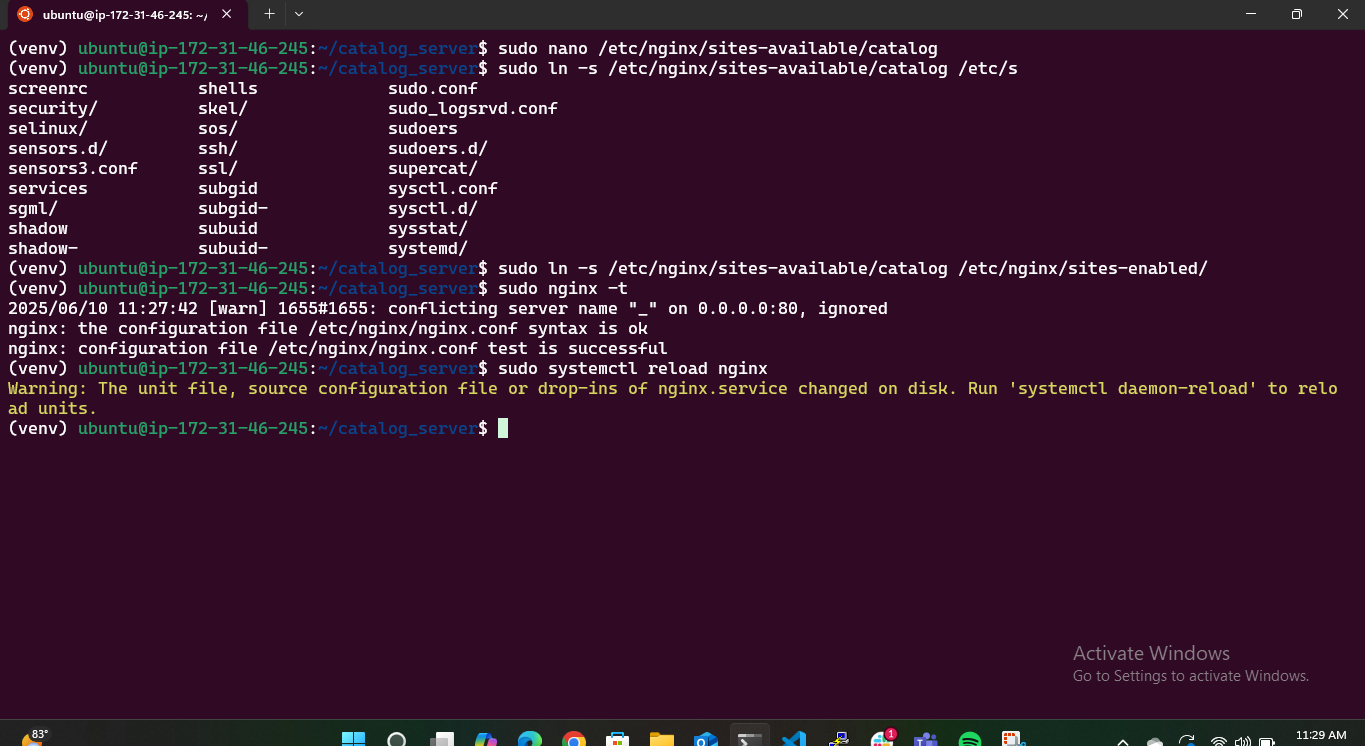 ubuntu@ip-172-31-46-245: ~/
(venv) ubuntu@ip-172-31-46-245:~/catalog_server$ sudo nano /etc/nginx/sites-available/catalog
(venv) ubuntu@ip-172-31-46-245:~/catalog_server$ sudo ln -s /etc/nginx/sites-available/catalog /etc/s
screenrc shells sudo.conf
security/ skel/ sudo_logsrvd.conf
selinux/ sos/ sudoers
sensors.d/ ssh/ sudoers.d/
sensors3.conf ssl/ supercat/
services subgid sysctl.conf
sgml/ subgid- sysctl.d/
shadow subuid sysstat/
shadow- subuid- systemd/
(venv) ubuntu@ip-172-31-46-245:~/catalog_server$ sudo ln -s /etc/nginx/sites-available/catalog /etc/nginx/sites-enabled/
(venv) ubuntu@ip-172-31-46-245:~/catalog_server$ sudo nginx -t
2025/06/10 11:27:42 [warn] 1655#1655: conflicting server name "_" on 0.0.0.0:80, ignored
nginx: the configuration file /etc/nginx/nginx.conf syntax is ok
nginx: configuration file /etc/nginx/nginx.conf test is successful
(venv) ubuntu@ip-172-31-46-245:~/catalog_server$ sudo systemctl reload nginx
Warning: The unit file, source configuration file or drop-ins of nginx.service changed on disk. Run 'systemctl daemon-reload' to relo
ad units.
(venv) ubuntu@ip-172-31-46-245:~/catalog_server$
Activate Windows
Go to Settings to activate Windows.
83°
1
11:29 AM